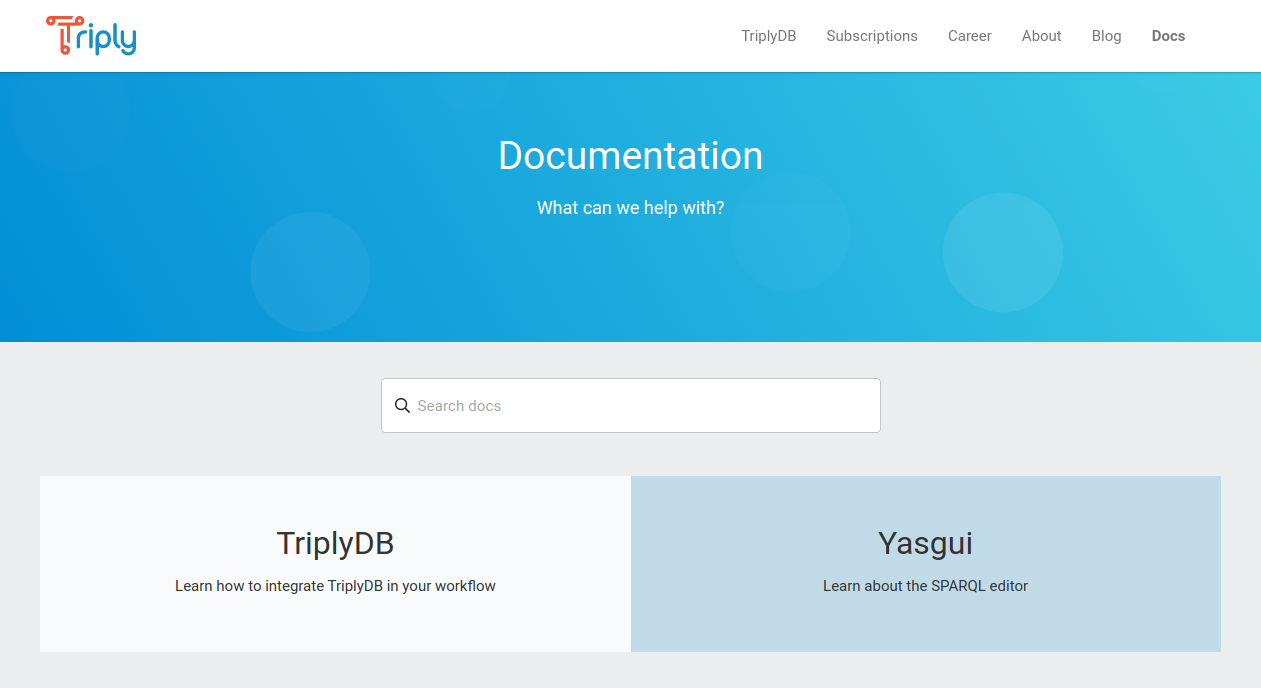 Triply
TriplyDB Subscriptions Career About Blog Docs
Documentation
What can we help with?
Search docs
TriplyDB
Learn how to integrate TriplyDB in your workflow
Yasgui
Learn about the SPARQL editor